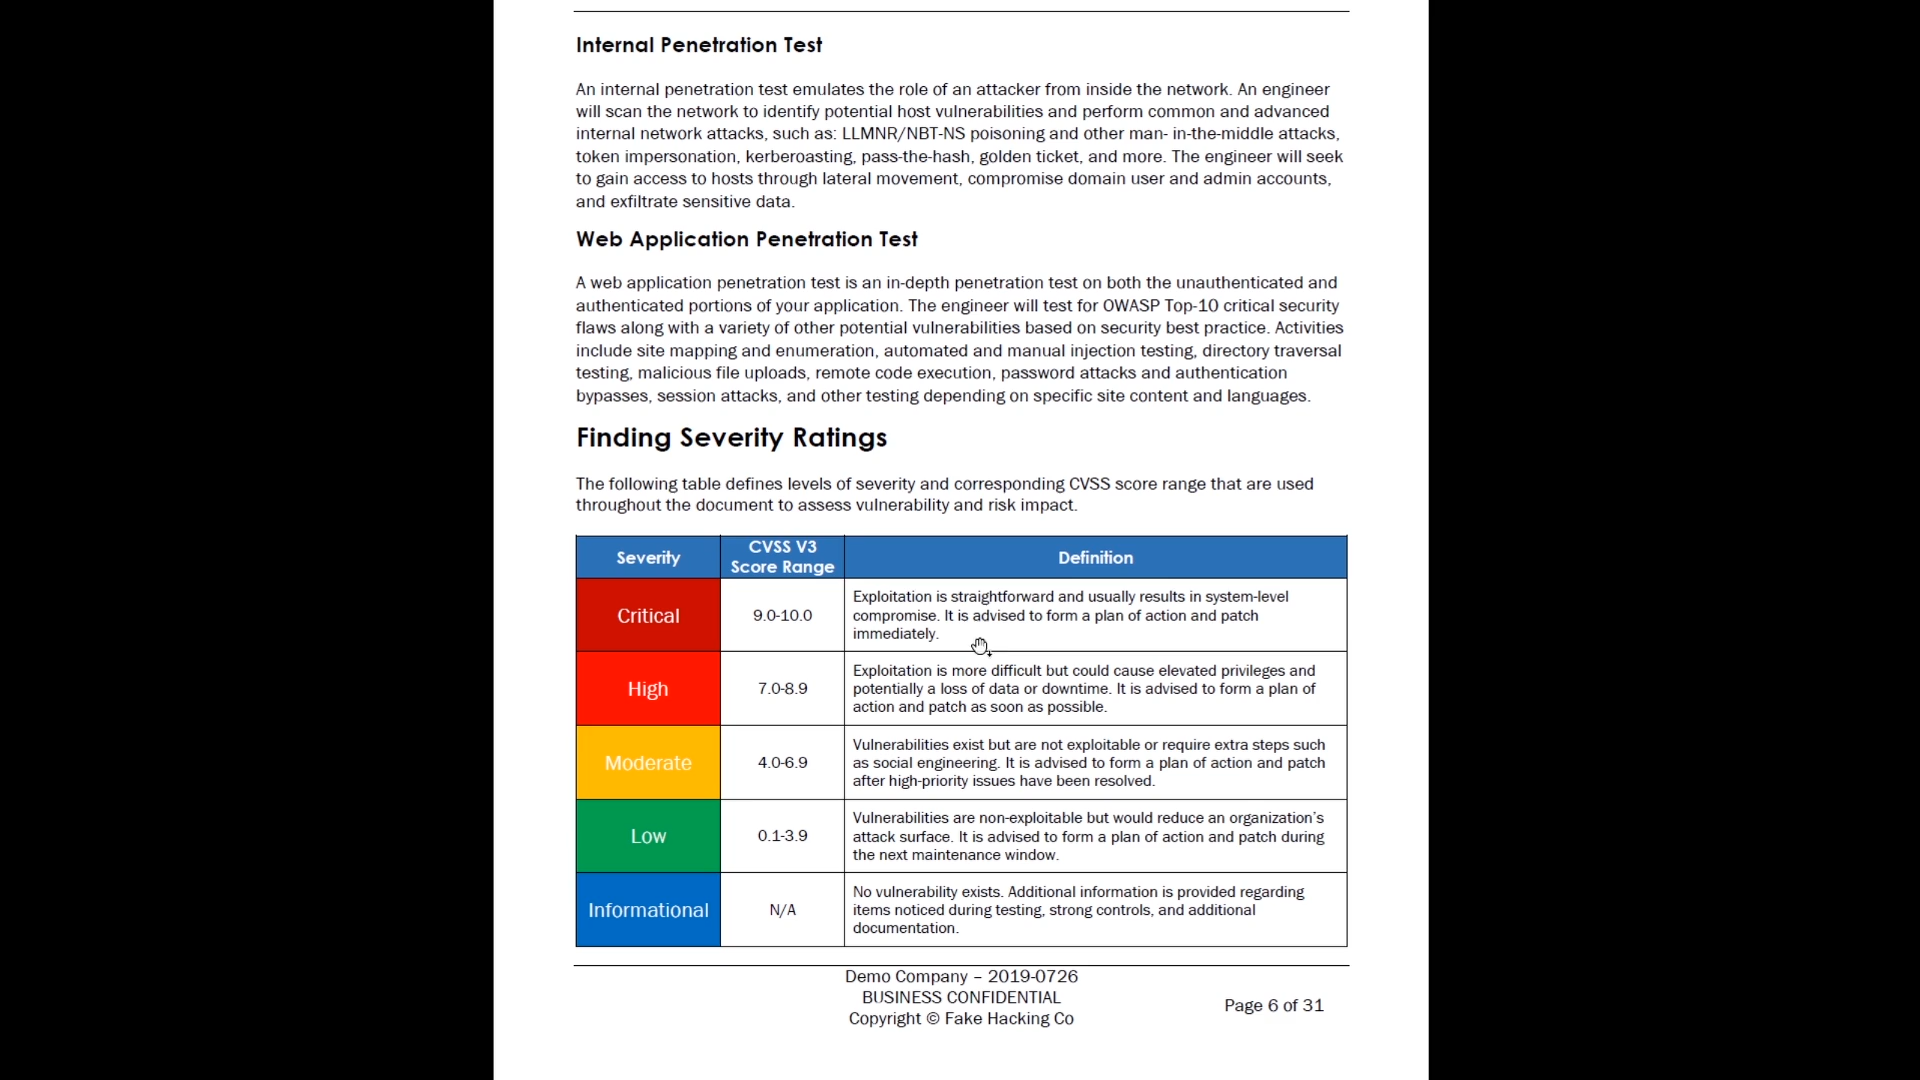 Internal Penetration Test
An internal penetration test emulates the role of an attacker from inside the network. An engineer
will scan the network to identify potential host vulnerabilities and perform common and advanced
internal network attacks, such as: LLMNR/NBT-NS poisoning and other man- in-the-middle attacks,
token impersonation, kerberoasting, pass-the-hash, golden ticket, and more. The engineer will seek
to gain access to hosts through lateral movement, compromise domain user and admin accounts,
and exfiltrate sensitive data.
Web Application Penetration Test
A web application penetration test is an in-depth penetration test on both the unauthenticated and
authenticated portions of your application. The engineer will test for OWASP Top-10 critical security
flaws along with a variety of other potential vulnerabilities based on security best practice. Activities
include site mapping and enumeration, automated and manual injection testing, directory traversal
testing, malicious file uploads, remote code execution, password attacks and authentication
bypasses, session attacks, and other testing depending on specific site content and languages.
Finding Severity Ratings
The following table defines levels of severity and corresponding CVSS score range that are used
throughout the document to assess vulnerability and risk impact.
Severity
CVSS V3
Score Range
Definition
Critical
9.0-10.0
Exploitation is straightforward and usually results in system-level
compromise. It is advised to form a plan of action and patch
immediately.
High
7.0-8.9
Exploitation is more difficult but could cause elevated privileges and
potentially a loss of data or downtime. It is advised to form a plan of
action and patch as soon as possible.
Moderate
4.0-6.9
Vulnerabilities exist but are not exploitable or require extra steps such
as social engineering. It is advised to form a plan of action and patch
after high-priority issues have been resolved.
Low
0.1-3.9
Vulnerabilities are non-exploitable but would reduce an organization’s
attack surface. It is advised to form a plan of action and patch during
the next maintenance window.
Informational
N/A
No vulnerability exists. Additional information is provided regarding
items noticed during testing, strong controls, and additional
documentation.
Demo Company – 2019-0726
BUSINESS CONFIDENTIAL
Copyright © Fake Hacking Co
Page 6 of 31